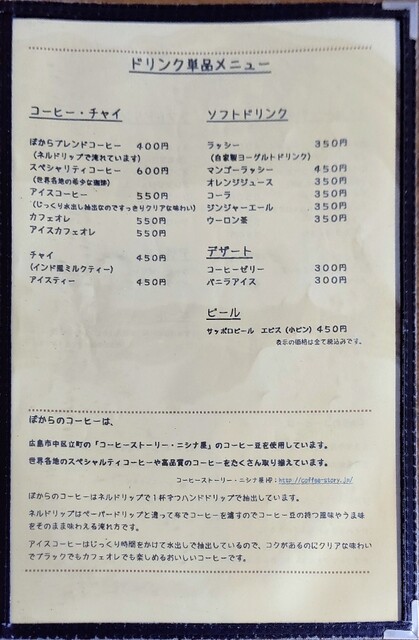 ドリンク単品メニュー
コーヒー・チャイ
ぽからブレンドコーヒー 400円
(ネルドリップで淹れています)
スペシャリティコーヒー 600円
(世界各地の希少な珈琲)
アイスコーヒー 550円
(じっくり水出し抽出なのですっきりクリアな味わい)
カフェオレ 550円
アイスカフェオレ 550円
チャイ 450円
(インド風ミルクティー)
アイスティー 450円
ソフトドリンク
ラッシー 350円
(自家製ヨーグルトドリンク)
マンゴーラッシー 450円
オレンジジュース 350円
コーラ 350円
ジンジャーエール 350円
ウーロン茶 350円
デザート
コーヒーゼリー 300円
バニラアイス 300円
ビール
サッポロビール エビス (小ビン) 450円
表示の価格は全て税込みです。
ぽからのコーヒーは、
広島市中区立町の「コーヒーストーリー・ニシナ屋」のコーヒー豆を使用しています。
世界各地のスペシャルティコーヒーや高品質のコーヒーをたくさん取り揃えています。
コーヒーストーリー・ニシナ屋HP：http://coffee-story.jp/
ぽからのコーヒーはネルドリップで1杯ずつハンドドリップで抽出しています。
ネルドリップはペーパードリップと違って布でコーヒーを濾すのでコーヒー豆の持つ風味やうま味
をそのまま味わえる淹れ方です。
アイスコーヒーはじっくり時間をかけて水出しで抽出しているので、コクがあるのにクリアな味わい
でブラックでもカフェオレでも楽しめるおいしいコーヒーです。